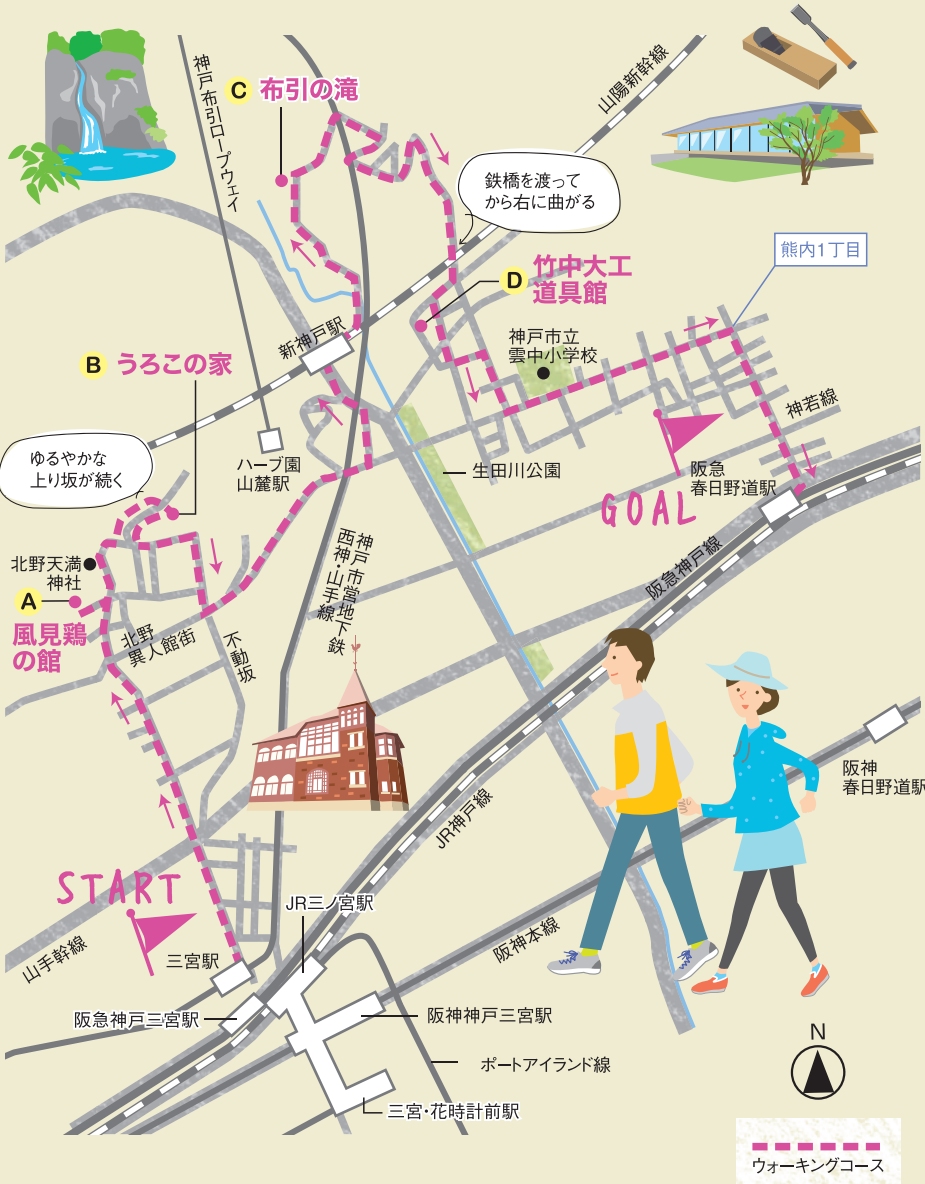 C 布引の滝
神戸布引ロープウェイ
山陽新幹線
鉄橋を渡って
から右に曲がる
熊内1丁目
D 竹中大工
道具館
神戸市立
雲中小学校
新神戸駅
B うろこの家
神若線
ゆるやかな
上り坂が続く
ハーブ園
山麓駅
生田川公園
阪急
春日野道駅
GOAL
北野天満
神社
A
風見鶏
の館
北野
異人館街
不動坂
神戸市営地下鉄
西神・山手線
阪急神戸線
阪神
春日野道駅
JR神戸線
START
JR三ノ宮駅
山手幹線
三宮駅
阪神本線
阪急神戸三宮駅
阪神神戸三宮駅
ポートアイランド線
三宮・花時計前駅
N
ウォーキングコース